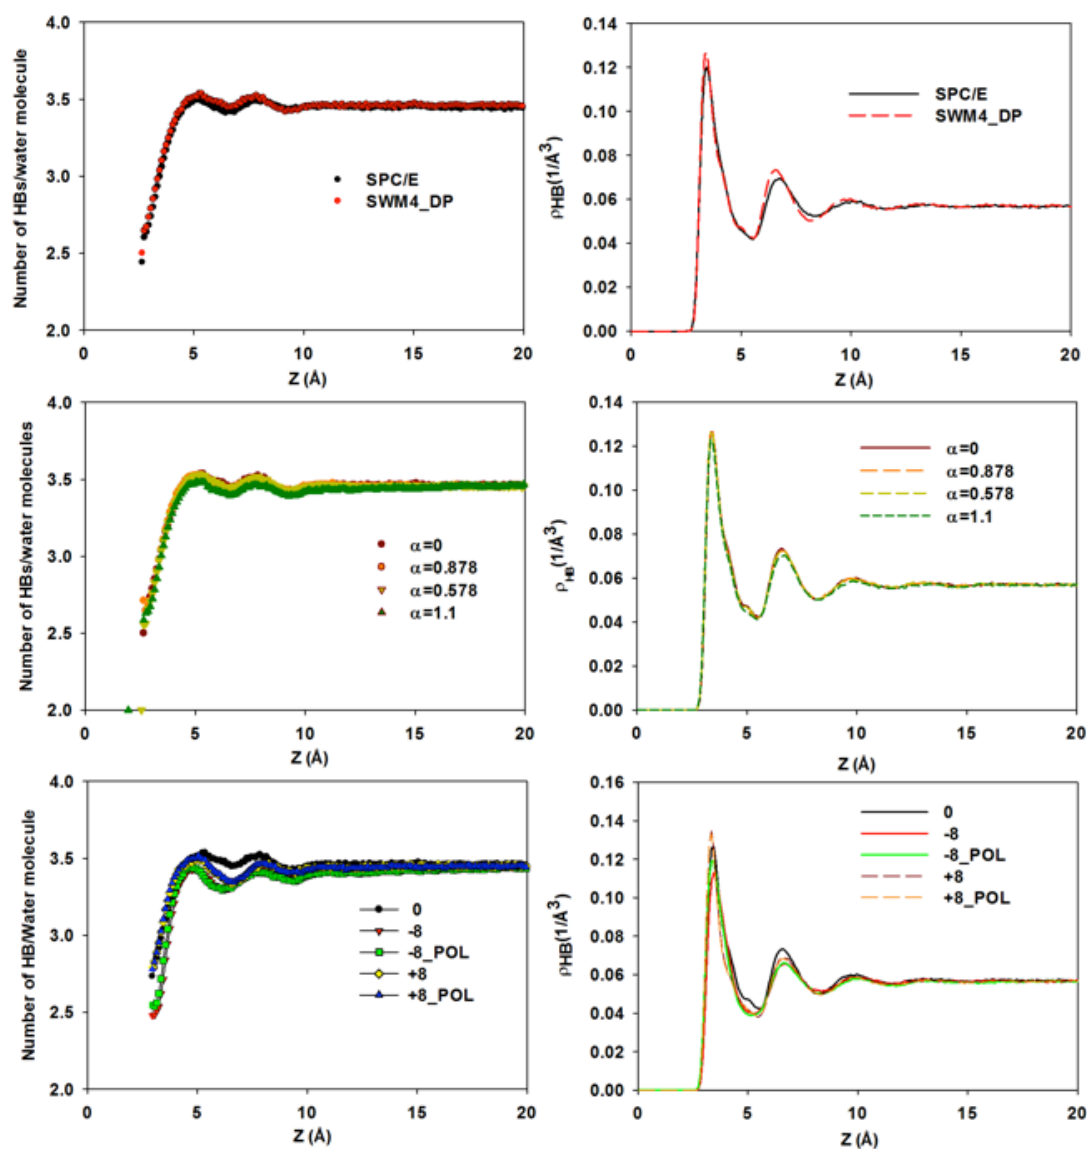 Number of HBs/water molecule
4.0
3.5
3.0
2.5
2.0
SPC/E
SWM4_DP
0 5 10 15 20
Z (Å)
ρHB(1/Å³)
0.14
0.12
0.10
0.08
0.06
0.04
0.02
0.00
SPC/E
SWM4_DP
0 5 10 15 20
Z (Å)
Number of HBs/water molecules
4.0
3.5
3.0
2.5
2.0
α=0
α=0.878
α=0.578
α=1.1
0 5 10 15 20
Z (Å)
ρHB(1/Å³)
0.14
0.12
0.10
0.08
0.06
0.04
0.02
0.00
α=0
α=0.878
α=0.578
α=1.1
0 5 10 15 20
Z (Å)
Number of HB/Water molecule
4.0
3.5
3.0
2.5
2.0
0
-8
-8_POL
+8
+8_POL
0 5 10 15 20
Z (Å)
ρHB(1/Å³)
0.16
0.14
0.12
0.10
0.08
0.06
0.04
0.02
0.00
0
-8
-8_POL
+8
+8_POL
0 5 10 15 20
Z (Å)